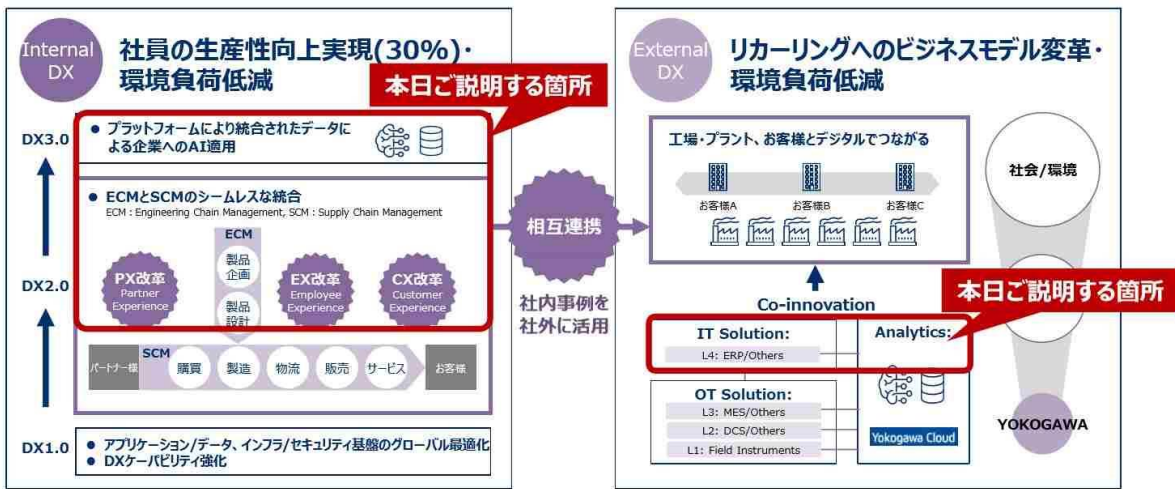 Internal
DX
社員の生産性向上実現(30%)・
環境負荷低減
本日ご説明する箇所
DX3.0
● プラットフォームにより統合されたデータに
よる企業へのAI適用
● ECMとSCMのシームレスな統合
ECM：Engineering Chain Management, SCM：Supply Chain Management
ECM
製品
企画
製品
設計
DX2.0
PX改革
Partner
Experience
EX改革
Employee
Experience
CX改革
Customer
Experience
パートナー様
SCM
購買
製造
物流
販売
サービス
お客様
DX1.0
● アプリケーション/データ、インフラ/セキュリティ基盤のグローバル最適化
● DXケーパビリティ強化
相互連携
社内事例を
社外に活用
External
DX
リカーリングへのビジネスモデル変革・
環境負荷低減
工場・プラント、お客様とデジタルでつながる
お客様A
お客様B
お客様C
社会/環境
Co-innovation
本日ご説明する箇所
IT Solution:
L4: ERP/Others
Analytics:
OT Solution:
L3: MES/Others
L2: DCS/Others
L1: Field Instruments
Yokogawa Cloud
YOKOGAWA